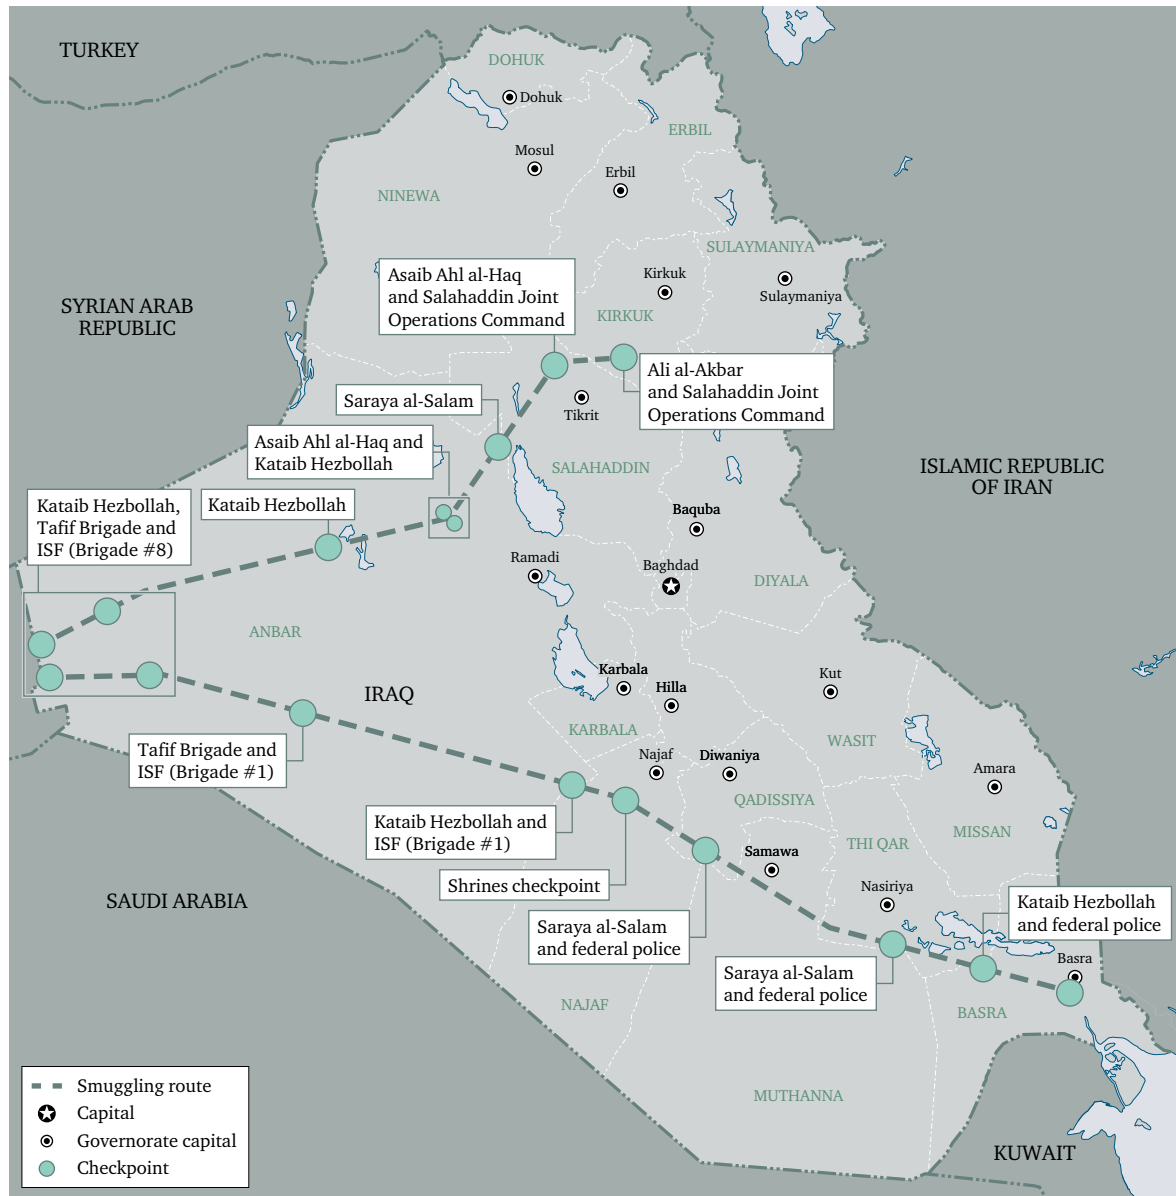 TURKEY
DOHUK
Dohuk
ERBIL
Mosul
Erbil
NINEWA
SULAYMANIYA
Asaib Ahl al-Haq
and Salahaddin Joint
Operations Command
Kirkuk
Sulaymaniya
SYRIAN ARAB
REPUBLIC
KIRKUK
Ali al-Akbar
and Salahaddin Joint
Operations Command
Saraya al-Salam
Tikrit
Asaib Ahl al-Haq and
Kataib Hezbollah
SALAHADDIN
ISLAMIC REPUBLIC
OF IRAN
Kataib Hezbollah,
Tafif Brigade and
ISF (Brigade #8)
Kataib Hezbollah
Baquba
Ramadi
Baghdad
DIYALA
ANBAR
IRAQ
Karbala
Hilla
Kut
KARBALA
WASIT
Tafif Brigade and
ISF (Brigade #1)
Najaf
Diwaniya
Amara
QADISSIYA
Kataib Hezbollah and
ISF (Brigade #1)
MISSAN
THI QAR
Samawa
Shrines checkpoint
Nasiriya
SAUDI ARABIA
Kataib Hezbollah
and federal police
Saraya al-Salam
and federal police
Basra
Saraya al-Salam
and federal police
NAJAF
BASRA
MUTHANNA
KUWAIT
Smuggling route
Capital
Governorate capital
Checkpoint